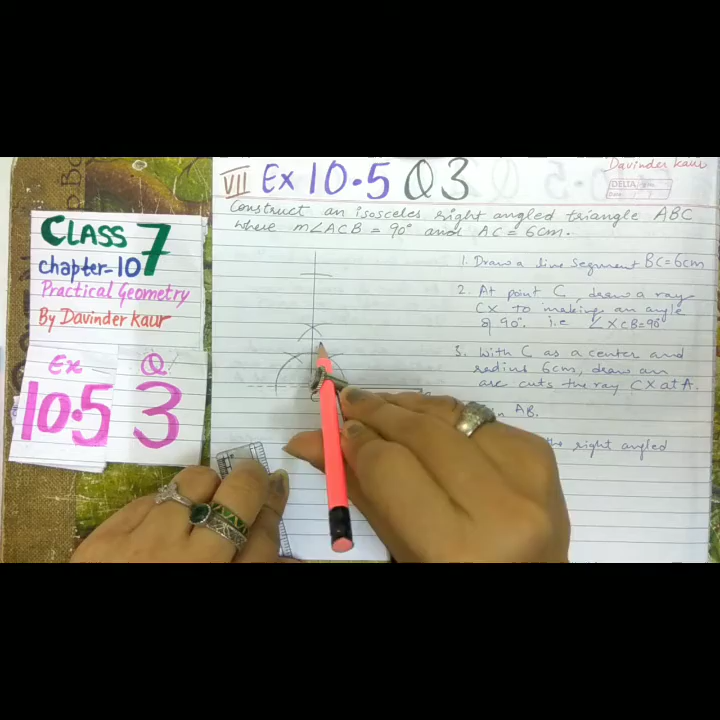 Davinder Kaur
DELTA
VII Ex 10.5 Q3
Construct an isosceles right angled triangle ABC
where m∠ACB = 90° and AC = 6cm.
CLASS 7
chapter-10
Practical Geometry
By Davinder Kaur
Ex
10.5
Q
3
1. Draw a line segment BC=6cm
2. At point C, draw a ray
CX to making an angle
of 90°. i.e ∠XCB=90°
3. With C as a center and
radius 6cm, draw an
arc cuts the ray CX at A.
AB.
the right angled